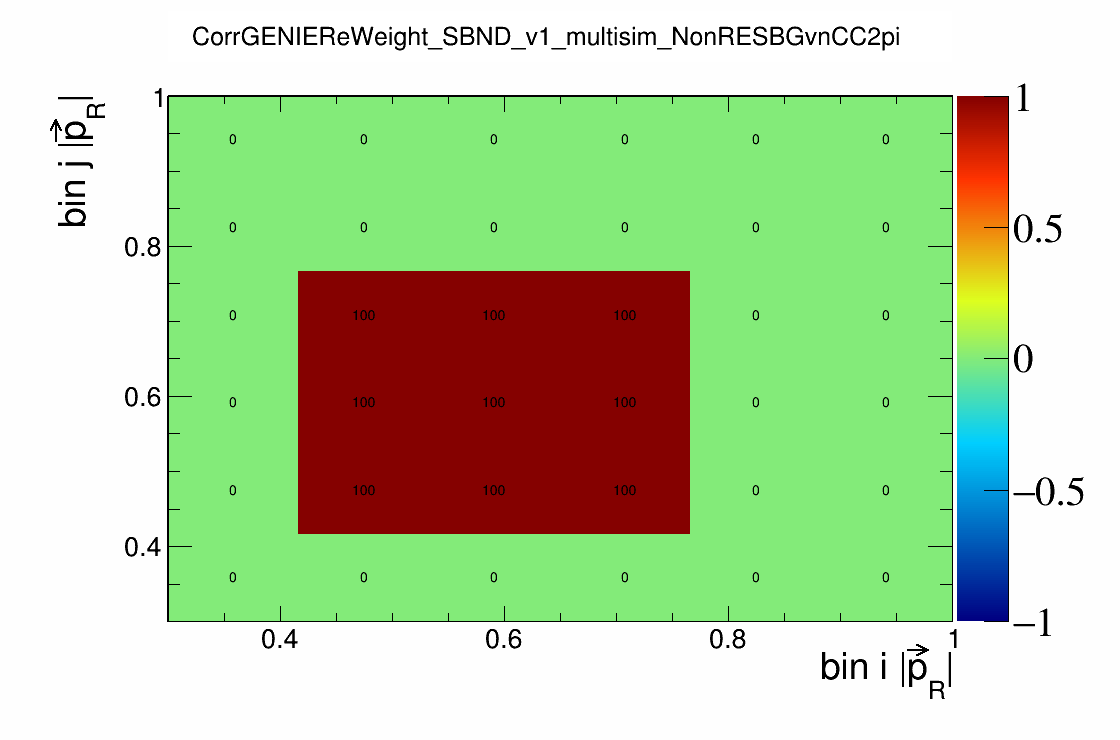 CorrGENIEReWeight_SBND_v1_multisim_NonRESBGvnCC2pi
bin j |p⃗_R|
1
0.8
0.6
0.4
0 0 0 0 0 0
0 0 0 0 0 0
0 100 100 100 0 0
0 100 100 100 0 0
0 100 100 100 0 0
0 0 0 0 0 0
0.4 0.6 0.8 1
bin i |p⃗_R|
1
0.5
0
−0.5
−1